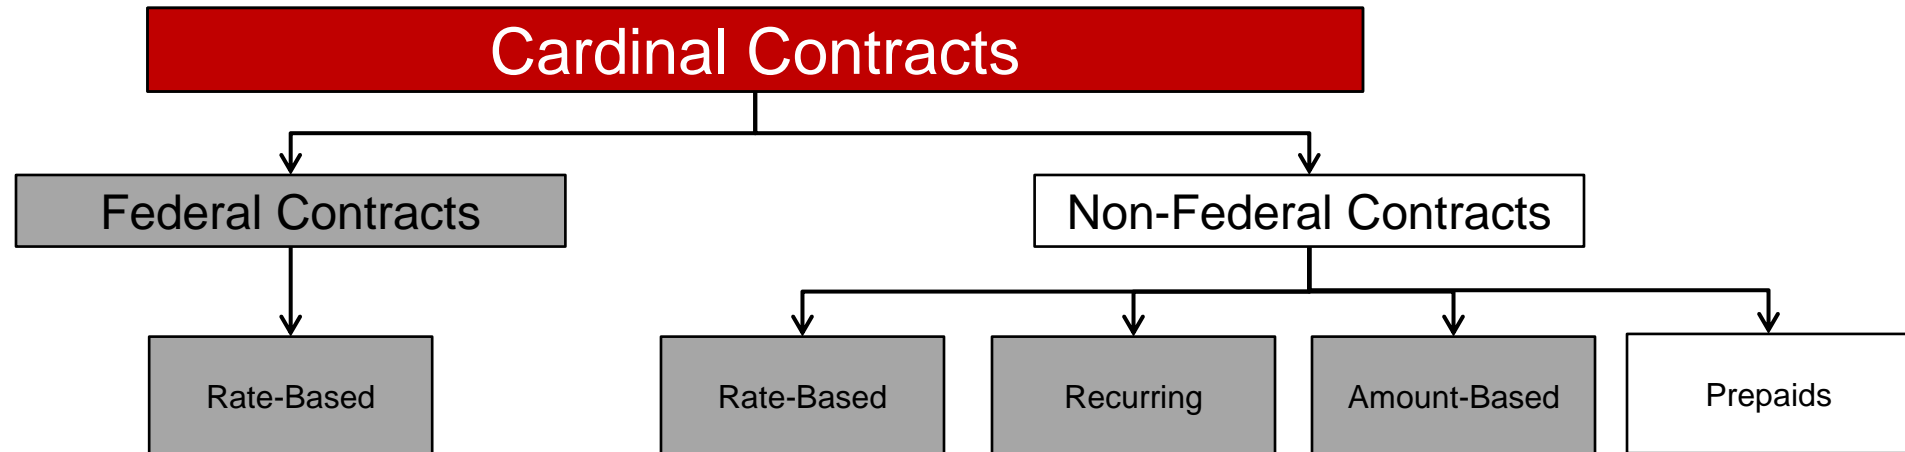 Cardinal Contracts
Federal Contracts
Non-Federal Contracts
Rate-Based
Rate-Based
Recurring
Amount-Based
Prepaids